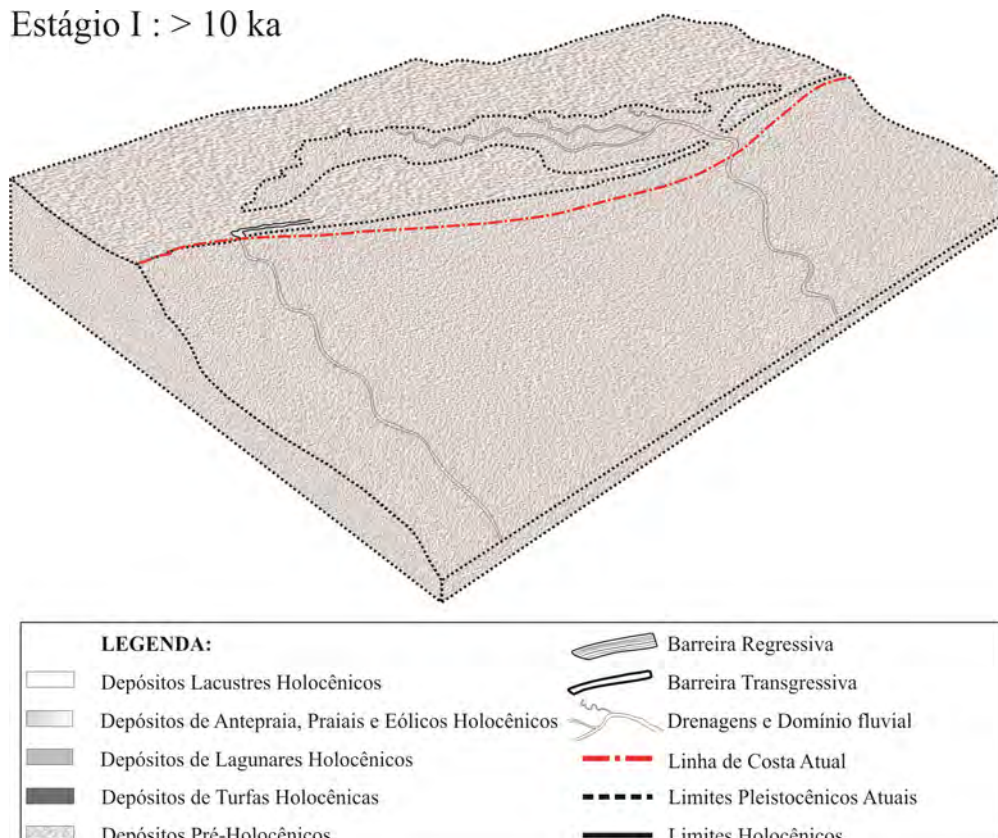 Estágio I : > 10 ka
LEGENDA:
Depósitos Lacustres Holocênicos
Depósitos de Antepraia, Praiais e Eólicos Holocênicos
Depósitos de Lagunares Holocênicos
Depósitos de Turfas Holocênicas
Depósitos Pré-Holocênicos
Barreira Regressiva
Barreira Transgressiva
Drenagens e Domínio fluvial
Linha de Costa Atual
Limites Pleistocênicos Atuais
Limites Holocênicos